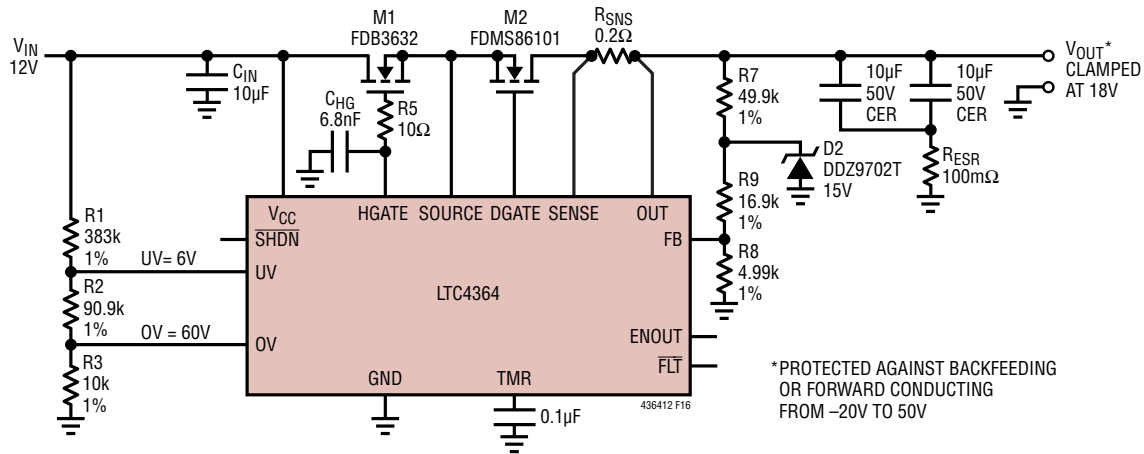 VIN
12V
CIN
10µF
M1
FDB3632
M2
FDMS86101
RSNS
0.2Ω
CHG
6.8nF
R5
10Ω
R7
49.9k
1%
10µF
50V
CER
10µF
50V
CER
VOUT*
CLAMPED
AT 18V
D2
DDZ9702T
15V
RESR
100mΩ
R9
16.9k
1%
R8
4.99k
1%
R1
383k
1%
R2
90.9k
1%
R3
10k
1%
UV= 6V
OV = 60V
VCC
HGATE
SOURCE
DGATE
SENSE
OUT
SHDN
UV
OV
FB
LTC4364
ENOUT
FLT
GND
TMR
436412 F16
0.1µF
*PROTECTED AGAINST BACKFEEDING
OR FORWARD CONDUCTING
FROM –20V TO 50V